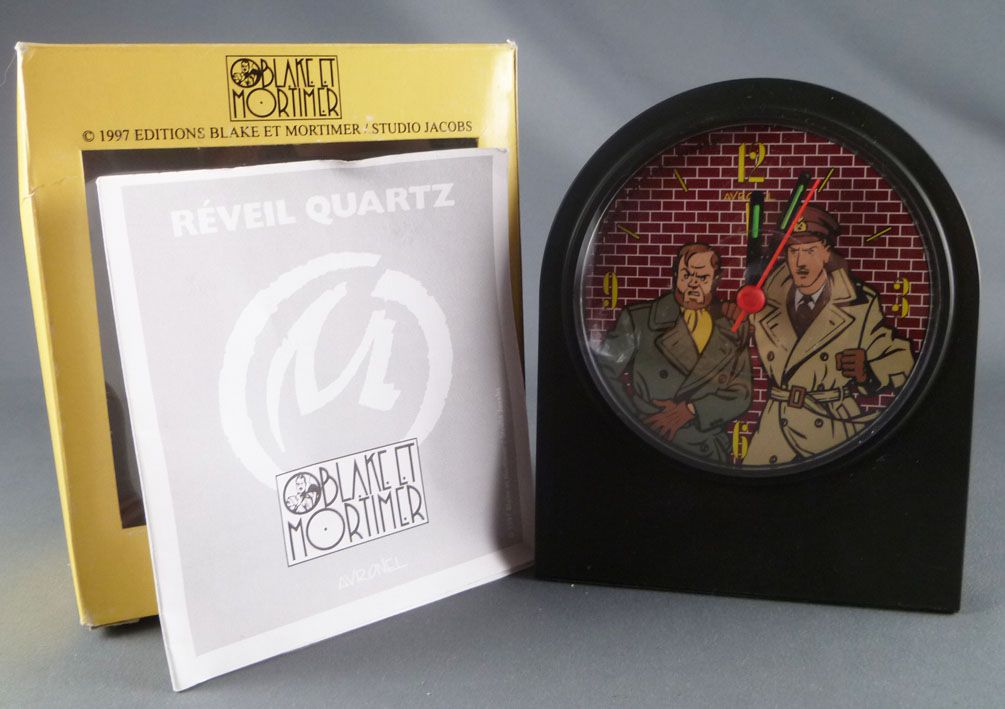 BLAKE ET
MORTIMER
© 1997 EDITIONS BLAKE ET MORTIMER / STUDIO JACOBS
RÉVEIL QUARTZ
BLAKE ET
MORTIMER
AVRONEL
12
AVRONEL
9
3
6